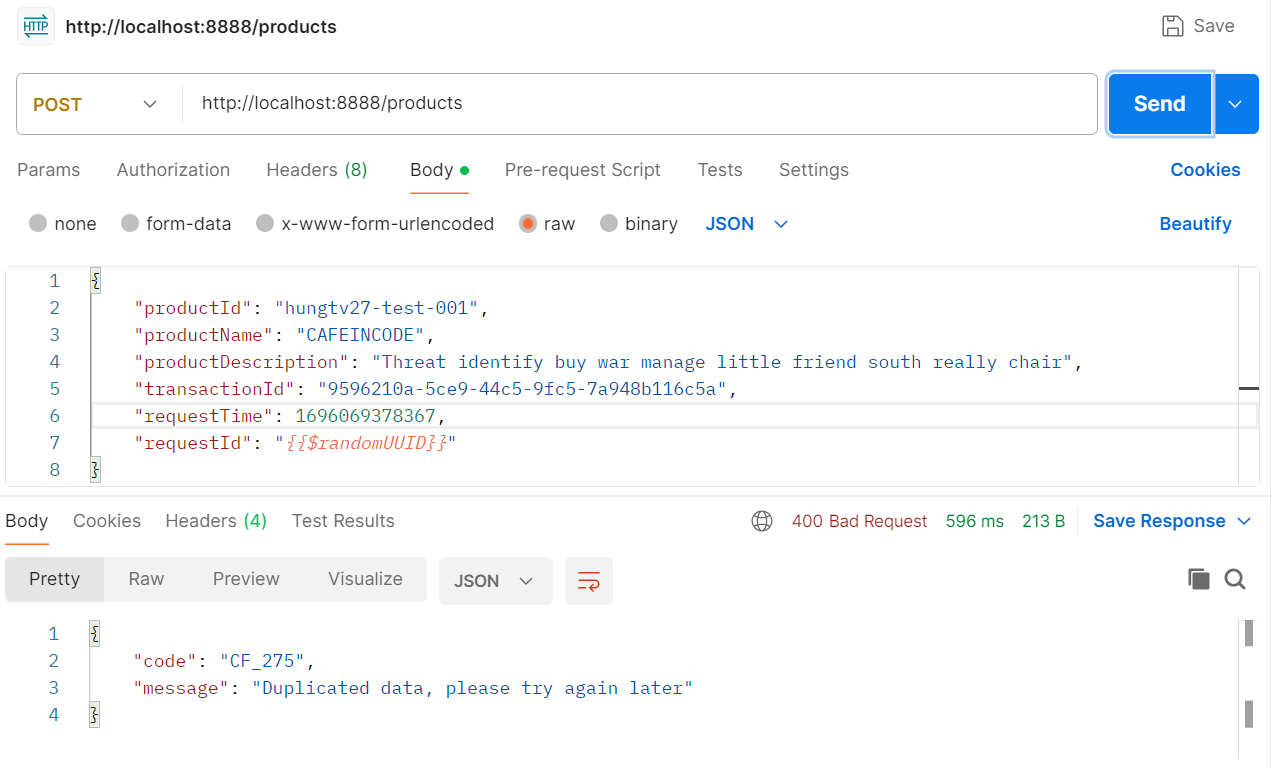 HTTP http://localhost:8888/products Save
POST http://localhost:8888/products Send
Params Authorization Headers (8) Body Pre-request Script Tests Settings Cookies
none form-data x-www-form-urlencoded raw binary JSON Beautify
1 {
2 "productId": "hungtv27-test-001",
3 "productName": "CAFEINCODE",
4 "productDescription": "Threat identify buy war manage little friend south really chair",
5 "transactionId": "9596210a-5ce9-44c5-9fc5-7a948b116c5a",
6 "requestTime": 1696069378367,
7 "requestId": "{{$randomUUID}}"
8 }
Body Cookies Headers (4) Test Results 400 Bad Request 596 ms 213 B Save Response
Pretty Raw Preview Visualize JSON
1 {
2 "code": "CF_275",
3 "message": "Duplicated data, please try again later"
4 }